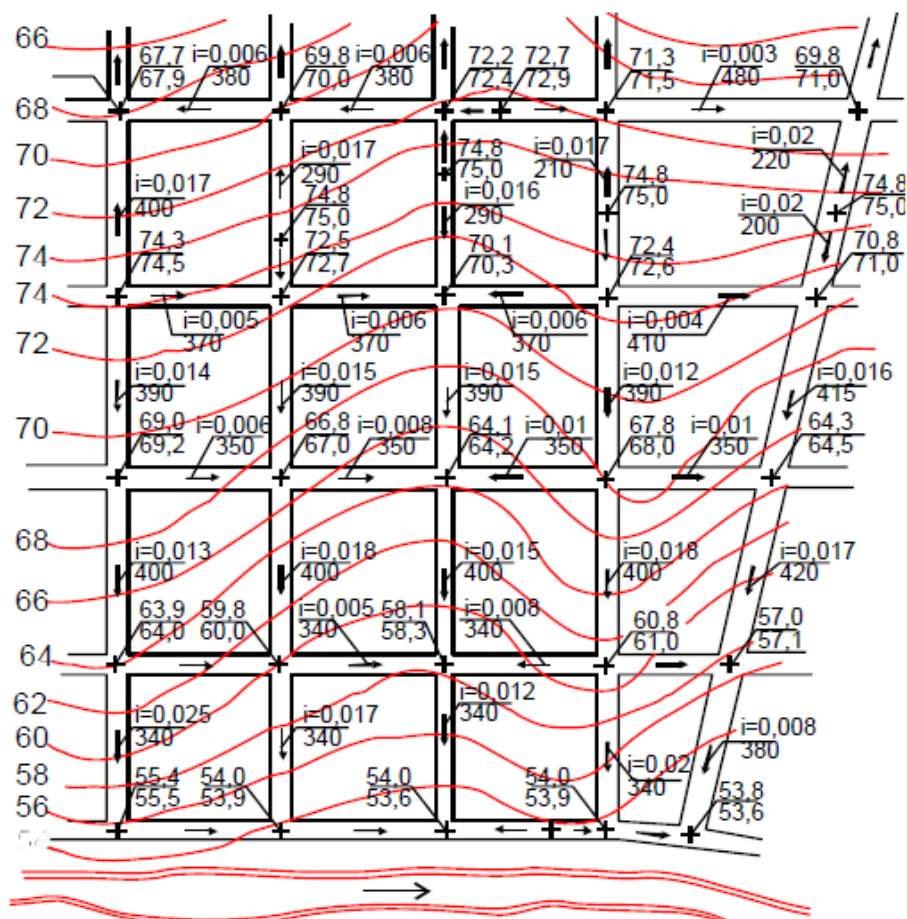 66
67.7 i=0,006 69.8 i=0,006 72,2 72,7 71,3 i=0,003 69,8
67,9 380 70,0 380 72,4 72,9 71,5 480 71,0
68
70
i=0,017 i=0,017 74,8 i=0,017 i=0,02
400 290 75,0 210 220
72
74,8 i=0,016 74,8 i=0,02 74,8
75,0 290 75,0 200 75,0
74
74,3 72,5 70,1 72,4 70,8
74,5 72,7 70,3 72,6 71,0
74
i=0,005 i=0,006 i=0,006 i=0,004
370 370 370 410
72
i=0,014 i=0,015 i=0,015 i=0,012 i=0,016
390 390 390 390 415
70
69,0 i=0,006 66,8 i=0,008 64,1 i=0,01 67,8 i=0,01 64,3
69,2 350 67,0 350 64,2 350 68,0 350 64,5
68
i=0,013 i=0,018 i=0,015 i=0,018 i=0,017
400 400 400 400 420
66
63,9 59,8 i=0,005 58,1 i=0,008 60,8 57,0
64,0 60,0 340 58,3 340 61,0 57,1
64
62
i=0,025 i=0,017 i=0,012 i=0,008
340 340 340 380
60
58
i=0,02
340
55,4 54,0 54,0 54,0 53,8
55,5 53,9 53,6 53,9 53,6
56